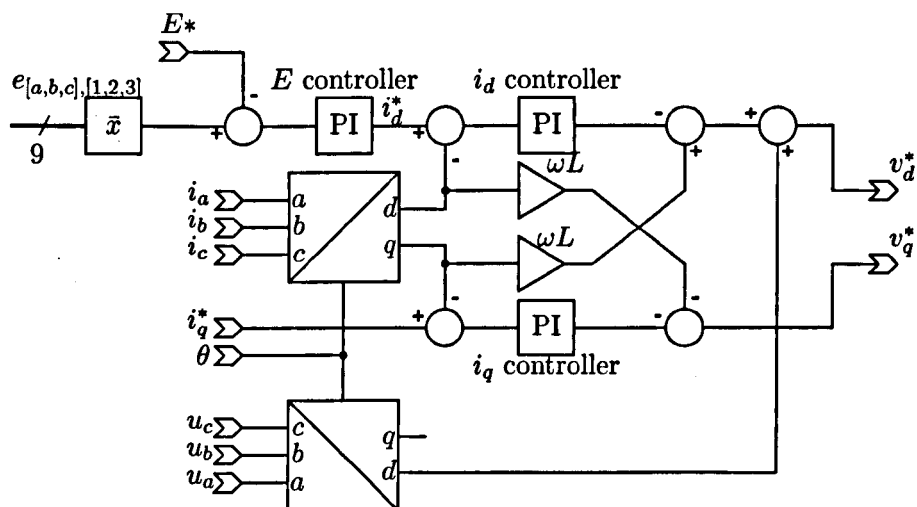 E*
e[a,b,c],[1,2,3]
9
x̄
-
+
E controller
PI
i*d
+
-
id controller
PI
-
+
+
+
v*d
ia
ib
ic
a
b
c
d
q
ωL
ωL
v*q
i*q
+
-
PI
-
-
iq controller
θ
uc
ub
ua
c
b
a
q
d